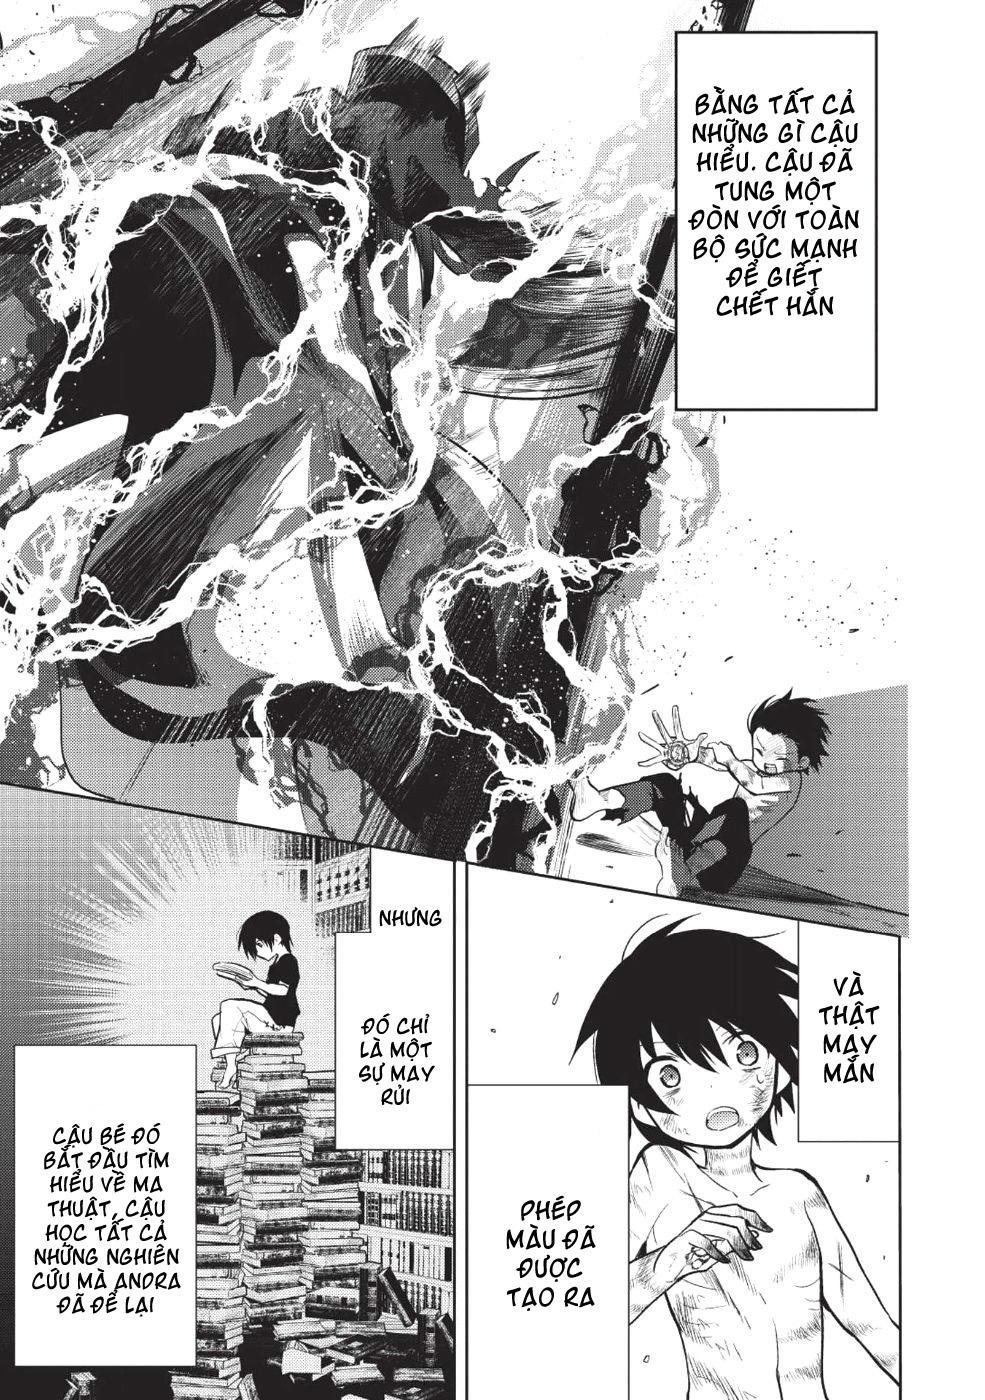 BẰNG TẤT CẢ
NHỮNG GÌ CẬU
HIỂU. CẬU ĐÃ
TUNG MỘT
ĐÒN VỚI TOÀN
BỘ SỨC MẠNH
ĐỂ GIẾT
CHẾT HẮN
VÀ
THẬT
MAY
MẮN
PHÉP
MÀU ĐÃ
ĐƯỢC
TẠO RA
NHƯNG
ĐÓ CHỈ
LÀ MỘT
SỰ MAY
RỦI
CẬU BÉ ĐÓ
BẮT ĐẦU TÌM
HIỂU VỀ MA
THUẬT, CẬU
HỌC TẤT CẢ
NHỮNG NGHIÊN
CỨU MÀ ANDRA
ĐÃ ĐỂ LẠI